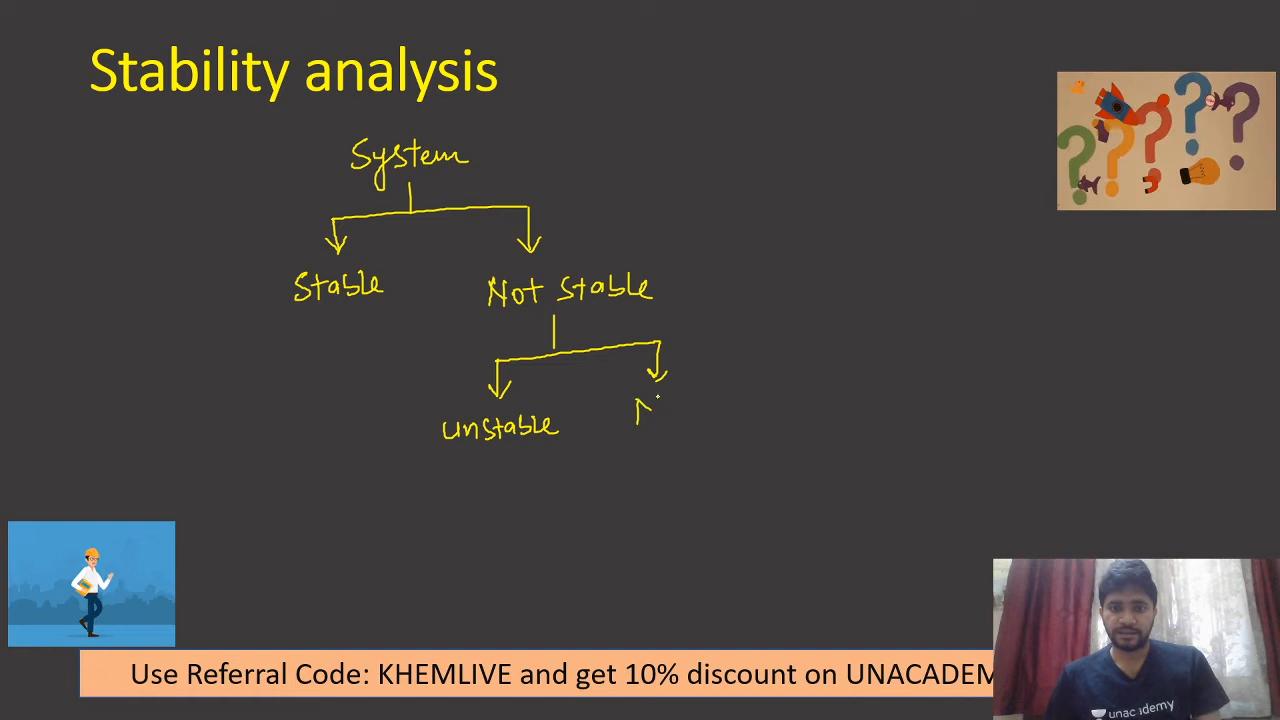 Stability analysis
System
Stable
Not Stable
unstable
Use Referral Code: KHEMLIVE and get 10% discount on UNACADEM
unacademy